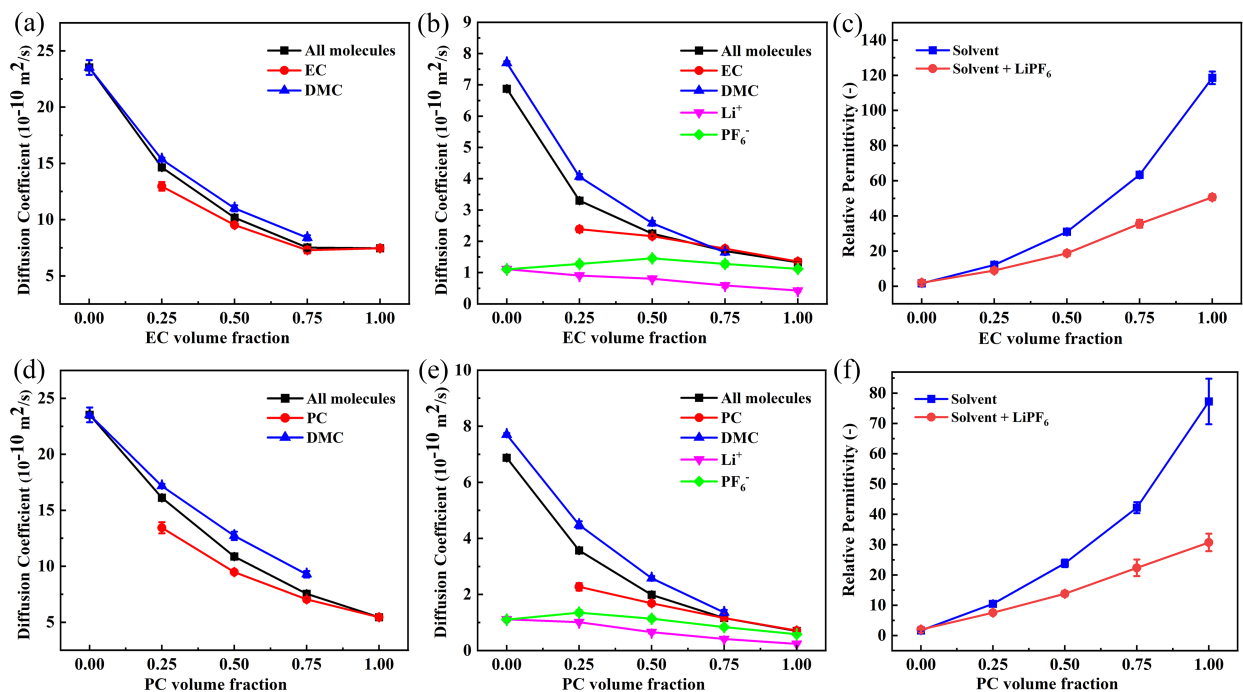 (a)
Diffusion Coefficient (10⁻¹⁰ m²/s)
25
20
15
10
5
All molecules
EC
DMC
0.00 0.25 0.50 0.75 1.00
EC volume fraction
(b)
Diffusion Coefficient (10⁻¹⁰ m²/s)
9
8
7
6
5
4
3
2
1
0
All molecules
EC
DMC
Li⁺
PF₆⁻
0.00 0.25 0.50 0.75 1.00
EC volume fraction
(c)
Relative Permittivity (-)
140
120
100
80
60
40
20
0
Solvent
Solvent + LiPF₆
0.00 0.25 0.50 0.75 1.00
EC volume fraction
(d)
Diffusion Coefficient (10⁻¹⁰ m²/s)
25
20
15
10
5
All molecules
PC
DMC
0.00 0.25 0.50 0.75 1.00
PC volume fraction
(e)
Diffusion Coefficient (10⁻¹⁰ m²/s)
10
8
6
4
2
0
All molecules
PC
DMC
Li⁺
PF₆⁻
0.00 0.25 0.50 0.75 1.00
PC volume fraction
(f)
Relative Permittivity (-)
80
70
60
50
40
30
20
10
0
Solvent
Solvent + LiPF₆
0.00 0.25 0.50 0.75 1.00
PC volume fraction